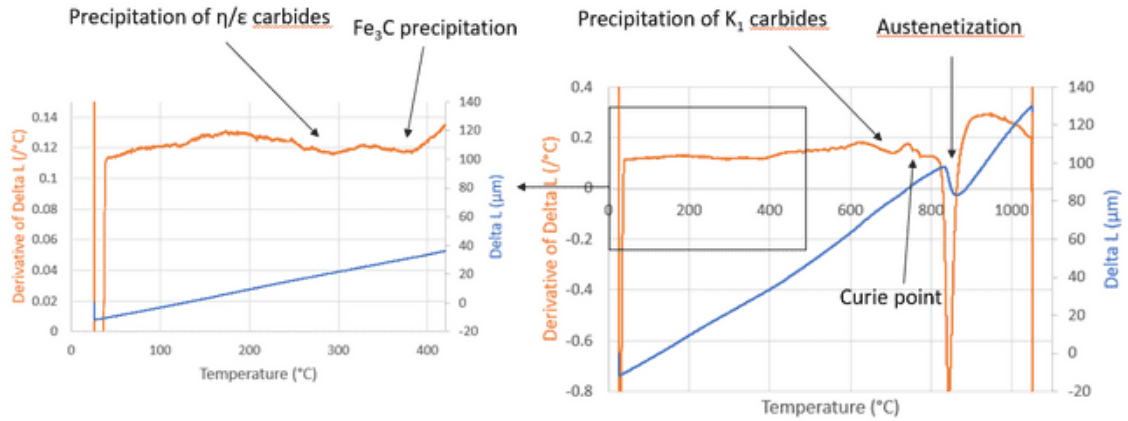 Precipitation of η/ε carbides
Fe₃C precipitation
Derivative of Delta L (/°C)
0.14
0.12
0.1
0.08
0.06
0.04
0.02
0
140
120
100
80
60
40
20
0
-20
Delta L (µm)
0 100 200 300 400
Temperature (°C)
Precipitation of K₁ carbides
Austenetization
Derivative of Delta L (/°C)
0.4
0.2
0
-0.2
-0.4
-0.6
-0.8
0 200 400 600 800 1000
Curie point
140
120
100
80
60
40
20
0
-20
Delta L (µm)
Temperature (°C)